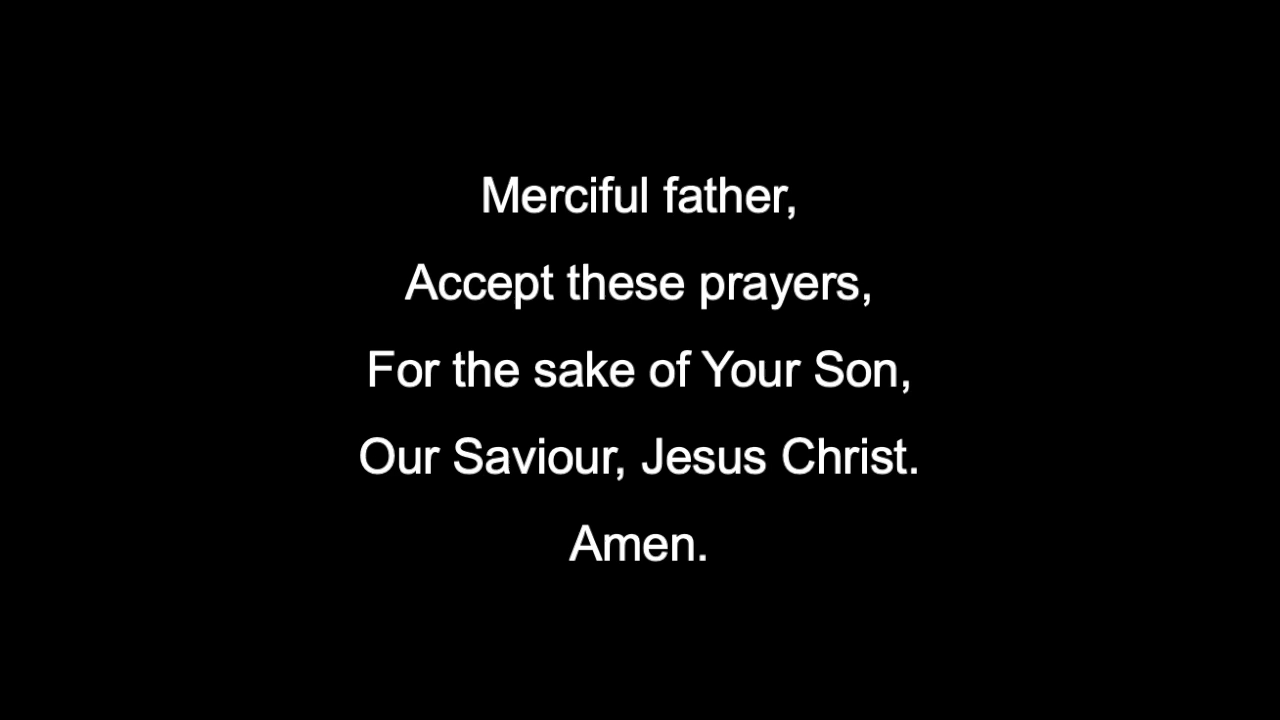 Merciful father,
Accept these prayers,
For the sake of Your Son,
Our Saviour, Jesus Christ.
Amen.